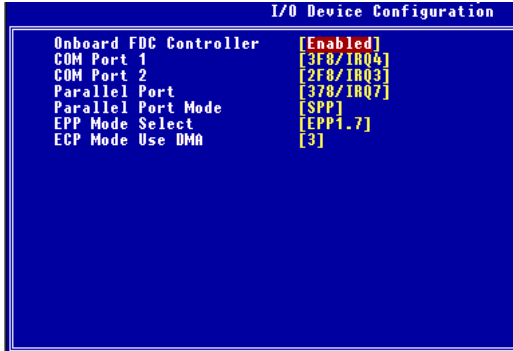 I/O Device Configuration
Onboard FDC Controller [Enabled]
COM Port 1 [3F8/IRQ4]
COM Port 2 [2F8/IRQ3]
Parallel Port [378/IRQ7]
Parallel Port Mode [SPP]
EPP Mode Select [EPP1.7]
ECP Mode Use DMA [3]